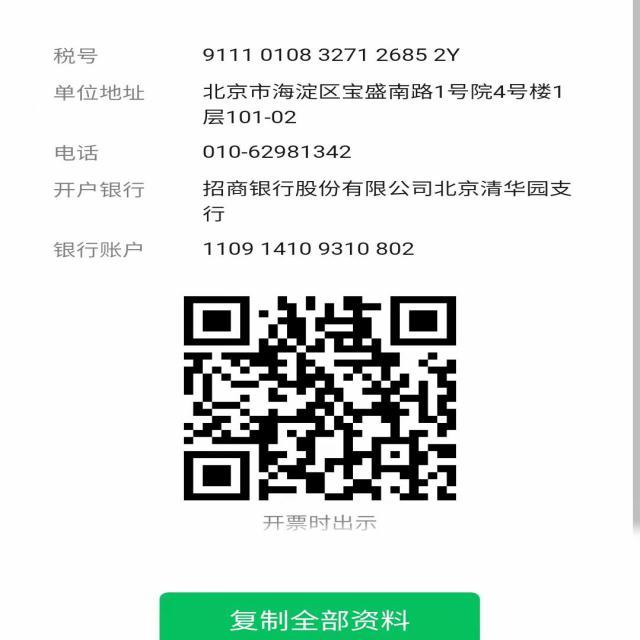 税号 9111 0108 3271 2685 2Y
单位地址 北京市海淀区宝盛南路1号院4号楼1
层101-02
电话 010-62981342
开户银行 招商银行股份有限公司北京清华园支
行
银行账户 1109 1410 9310 802
开票时出示
复制全部资料